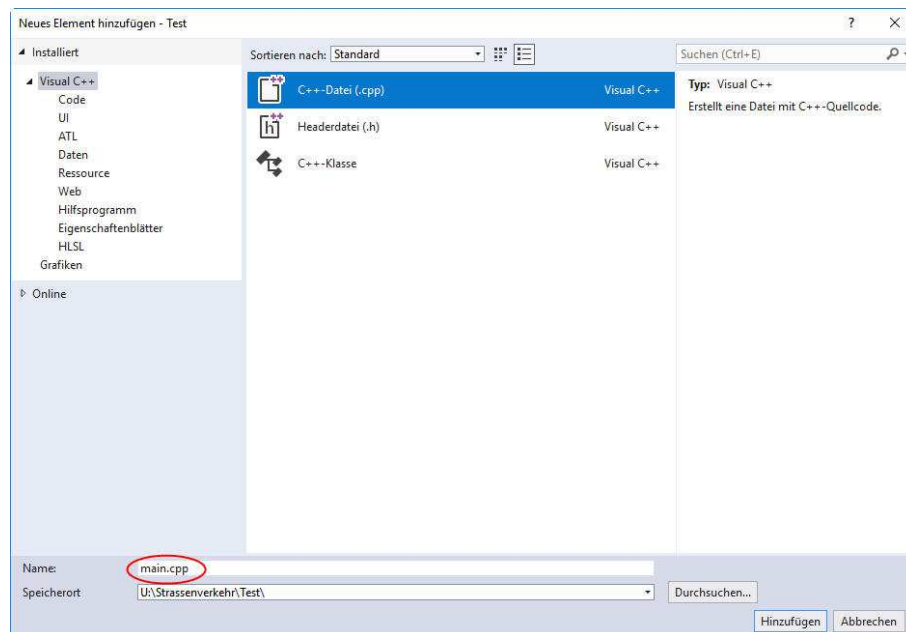 Neues Element hinzufügen - Test
? ×
Installiert
Sortieren nach: Standard
Suchen (Ctrl+E)
Visual C++
Code
UI
ATL
Daten
Ressource
Web
Hilfsprogramm
Eigenschaftenblätter
HLSL
Grafiken
Online
C++-Datei (.cpp) Visual C++
Headerdatei (.h) Visual C++
C++-Klasse Visual C++
Typ: Visual C++
Erstellt eine Datei mit C++-Quellcode.
Name: main.cpp
Speicherort U:\Strassenverkehr\Test\
Durchsuchen...
Hinzufügen Abbrechen